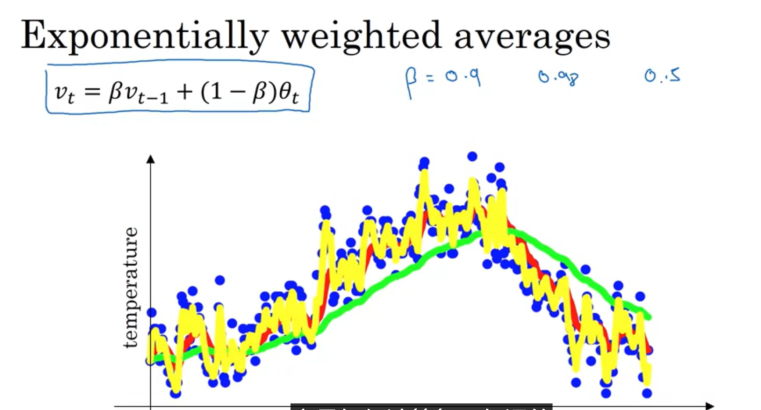 Exponentially weighted averages
v_t = βv_{t−1} + (1 − β)θ_t
β = 0.9 0.98 0.5
temperature